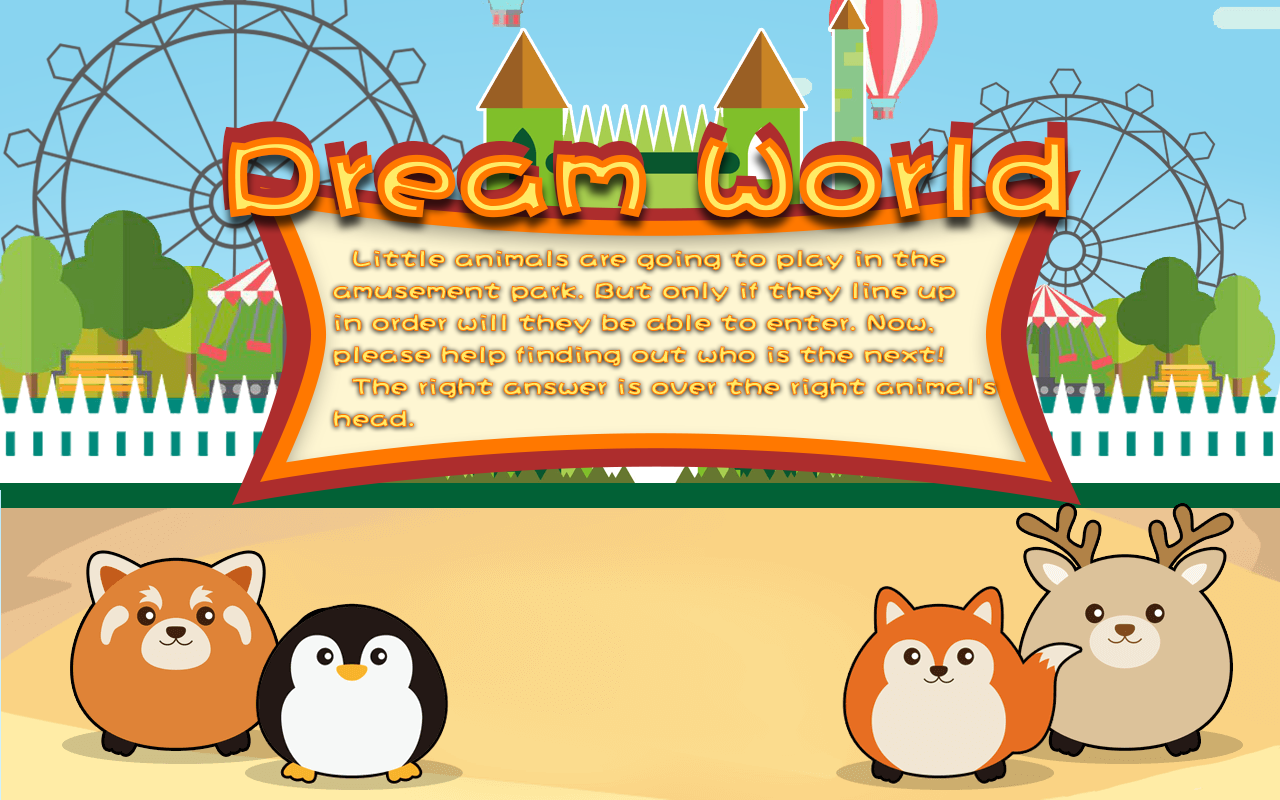 Dream World
Little animals are going to play in the
amusement park. But only if they line up
in order will they be able to enter. Now,
please help finding out who is the next!
The right answer is over the right animal's
head.